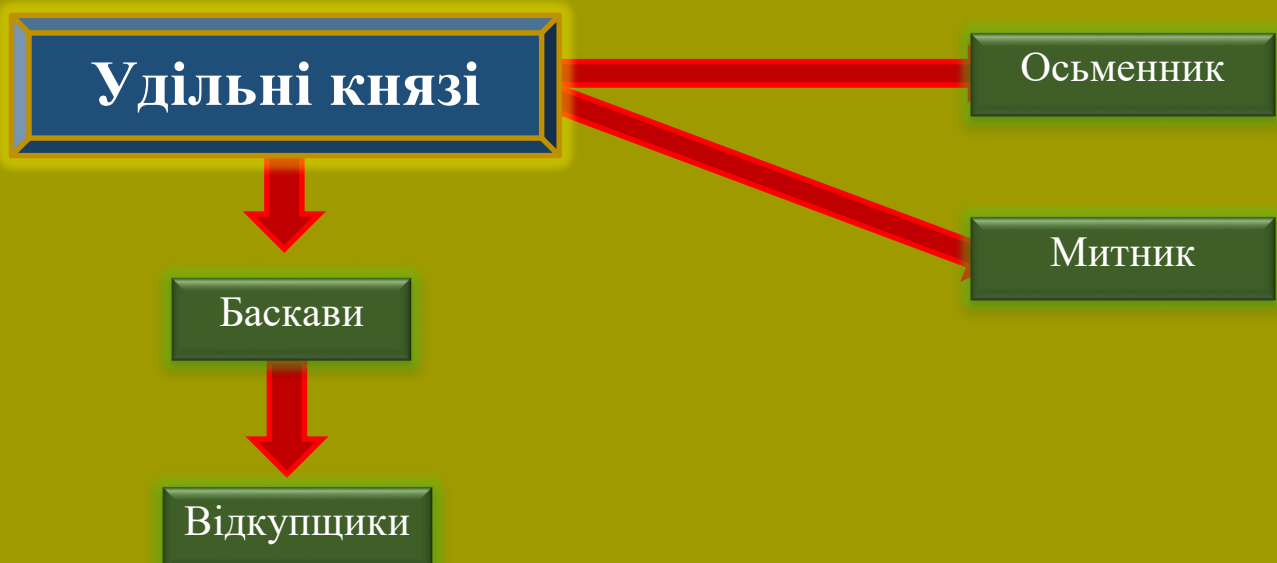 Удільні князі
Осьменник
Митник
Баскави
Відкупщики